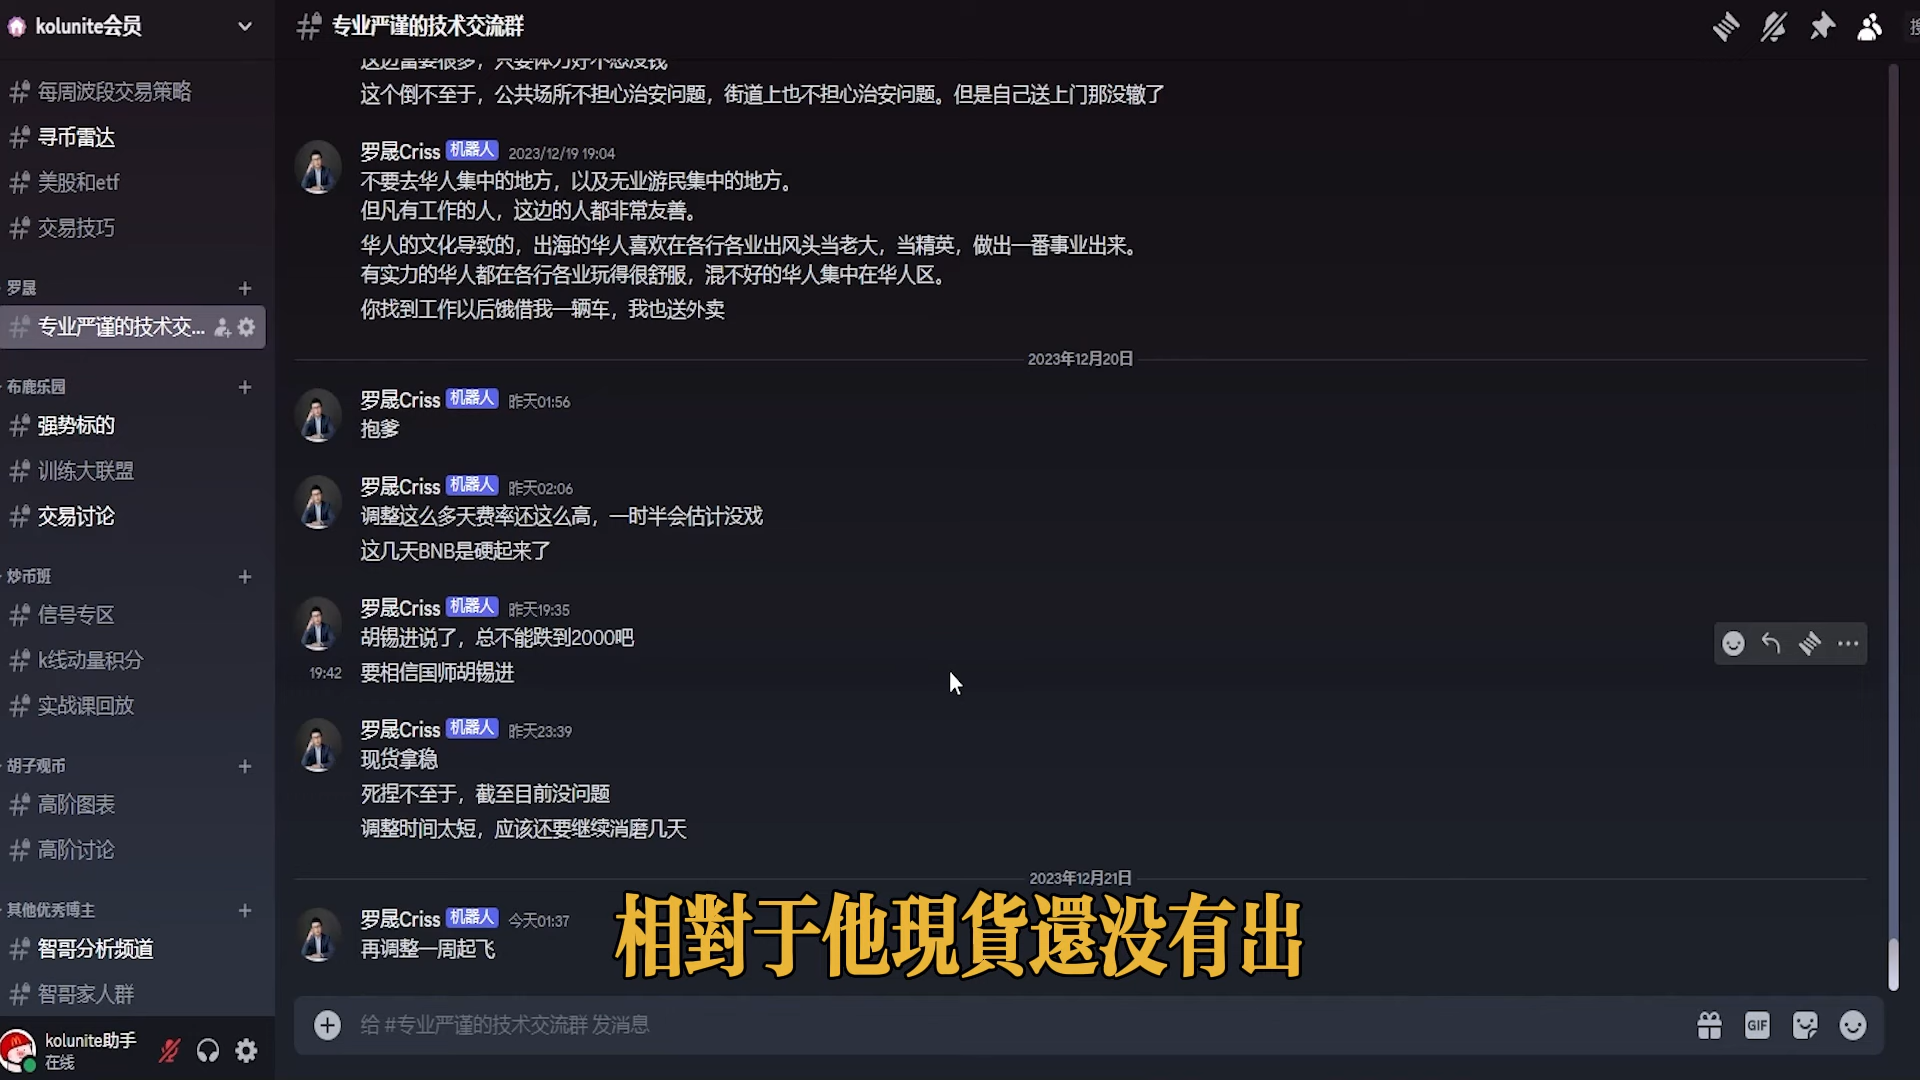 kolunite会员
每周波段交易策略
寻币雷达
美股和etf
交易技巧
罗晟
专业严谨的技术交...
布鹿乐园
强势标的
训练大联盟
交易讨论
炒币班
信号专区
k线动量积分
实战课回放
胡子观币
高阶图表
高阶讨论
其他优秀博主
智哥分析频道
智哥家人群
kolunite助手
在线
专业严谨的技术交流群
这个倒不至于，公共场所不担心治安问题，街道上也不担心治安问题。但是自己送上门那没辙了
罗晟Criss 机器人 2023/12/19 19:04
不要去华人集中的地方，以及无业游民集中的地方。
但凡有工作的人，这边的人都非常友善。
华人的文化导致的，出海的华人喜欢在各行各业出风头当老大，当精英，做出一番事业出来。
有实力的华人都在各行各业玩得很舒服，混不好的华人集中在华人区。
你找到工作以后饿借我一辆车，我也送外卖
2023年12月20日
罗晟Criss 机器人 昨天01:56
抱爹
罗晟Criss 机器人 昨天02:06
调整这么多天费率还这么高，一时半会估计没戏
这几天BNB是硬起来了
罗晟Criss 机器人 昨天19:35
胡锡进说了，总不能跌到2000吧
19:42 要相信国师胡锡进
罗晟Criss 机器人 昨天23:39
现货拿稳
死捏不至于，截至目前没问题
调整时间太短，应该还要继续消磨几天
2023年12月21日
罗晟Criss 机器人 今天01:37
再调整一周起飞
相對于他現貨還没有出
给 #专业严谨的技术交流群 发消息
GIF